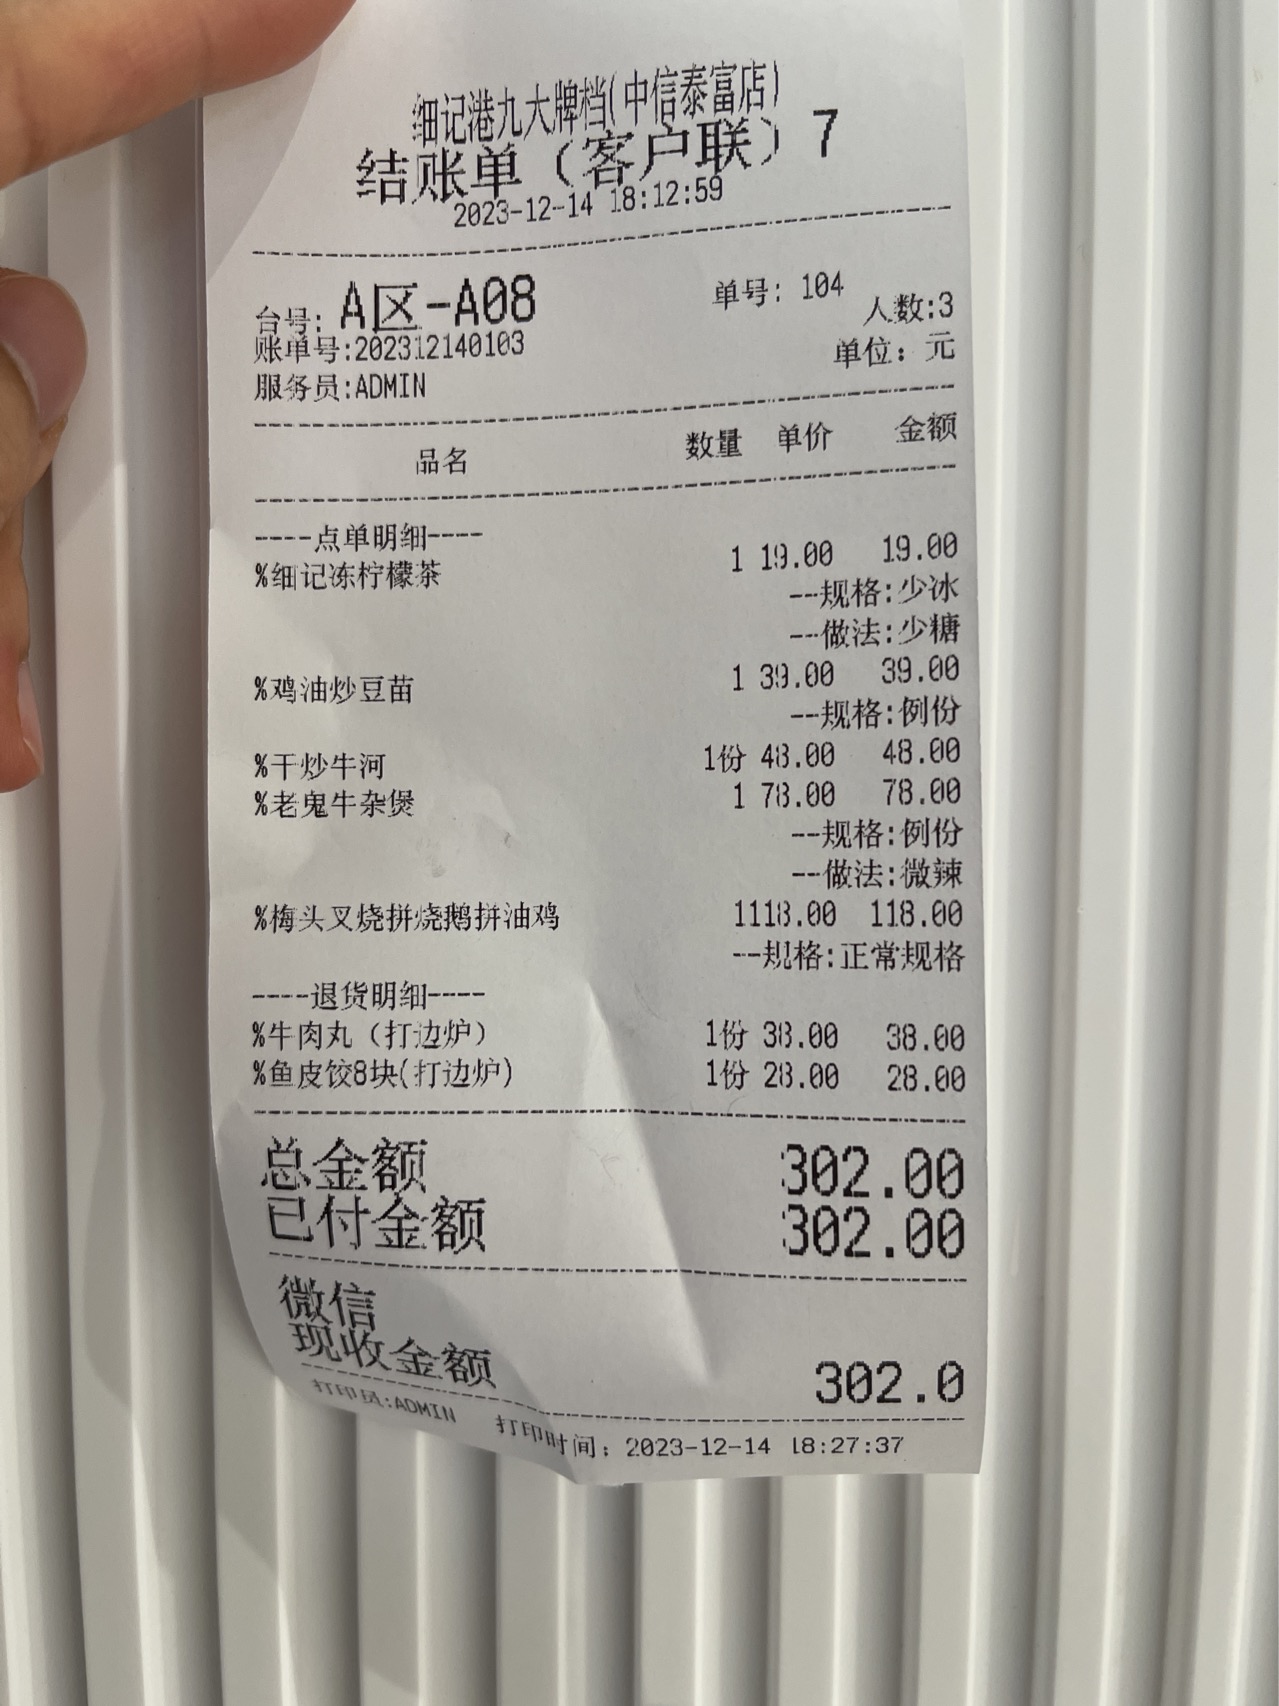 细记港九大牌档(中信泰富店)
结账单（客户联）7
2023-12-14 18:12:59
台号: A区-A08 单号: 104
账单号:202312140103 人数:3
服务员:ADMIN 单位: 元
品名 数量 单价 金额
----点单明细----
%细记冻柠檬茶 1 19.00 19.00
--规格:少冰
--做法:少糖
%鸡油炒豆苗 1 39.00 39.00
--规格:例份
%干炒牛河 1份 48.00 48.00
%老鬼牛杂煲 1 78.00 78.00
--规格:例份
--做法:微辣
%梅头叉烧拼烧鹅拼油鸡 1118.00 118.00
--规格:正常规格
----退货明细----
%牛肉丸（打边炉） 1份 38.00 38.00
%鱼皮饺8块(打边炉) 1份 28.00 28.00
总金额 302.00
已付金额 302.00
微信
现收金额 302.0
打印员:ADMIN 打印时间: 2023-12-14 18:27:37